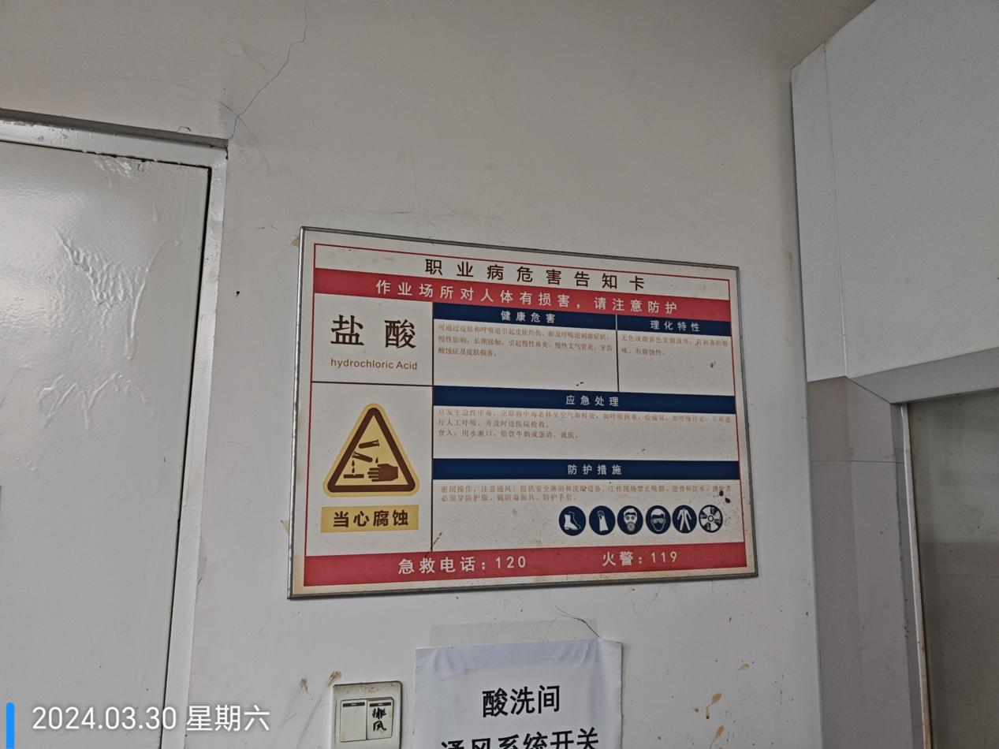 职业病危害告知卡
作业场所对人体有损害，请注意防护
盐酸
hydrochloric Acid
健康危害
可通过皮肤和呼吸道引起皮肤灼伤、眼及呼吸道刺激症状。
慢性影响：长期接触，引起慢性鼻炎、慢性支气管炎、牙齿
酸蚀症及皮肤损害。
理化特性
无色或微黄色发烟液体，有刺鼻的酸
味。有腐蚀性。
当心腐蚀
应急处理
旦发生急性中毒，立即将中毒者移至空气新鲜处，如呼吸困难，给输氧。如呼吸停止，立即进
行人工呼吸，并及时送医院抢救。
食入：用水漱口，给饮牛奶或蛋清。就医。
防护措施
密闭操作，注意通风。提供安全淋浴和洗眼设备。工作现场禁止吸烟、进食和饮水。操作者
必须穿防护服、戴防毒面具、防护手套。
急救电话：120 火警：119
酸洗间
通风系统开关
排风
2024.03.30 星期六